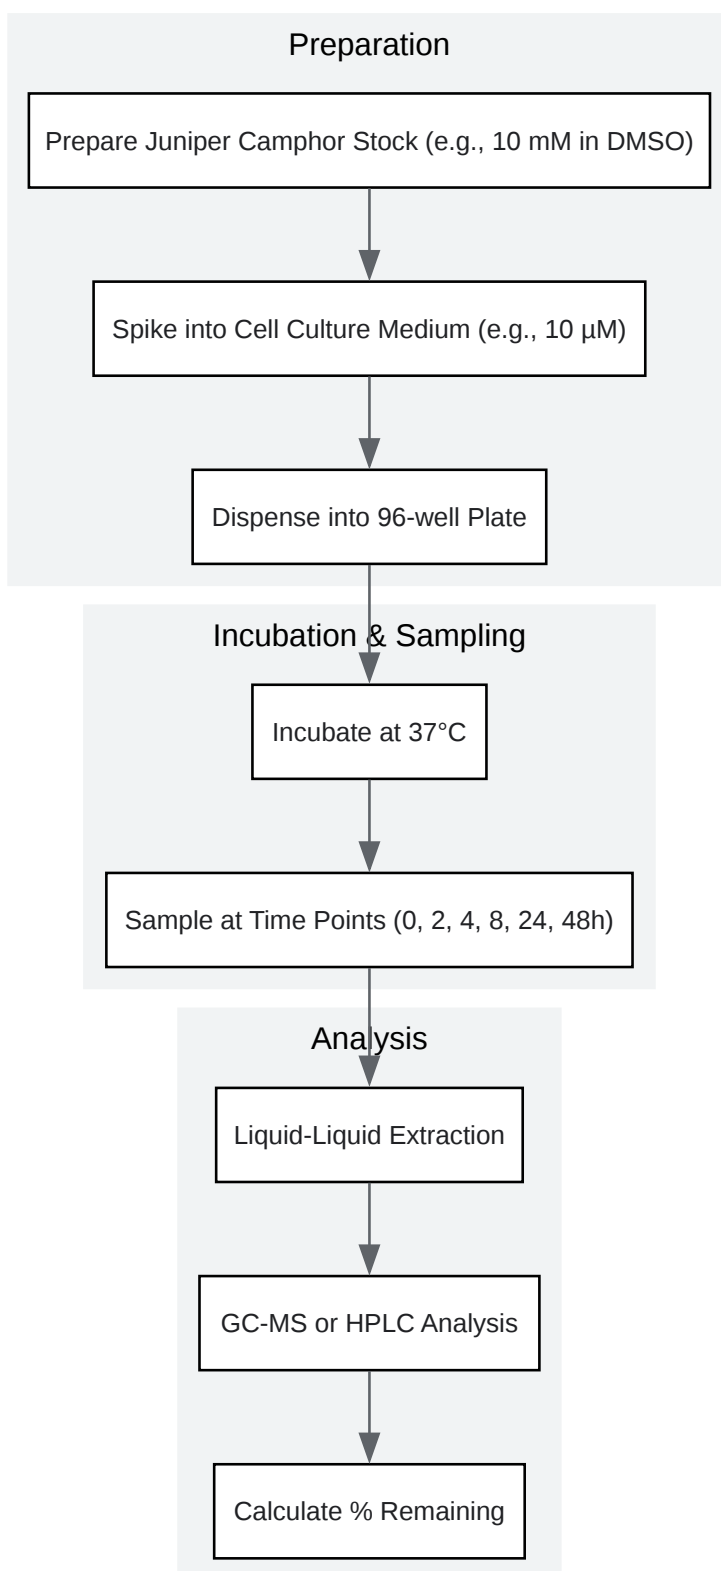 Preparation
Prepare Juniper Camphor Stock (e.g., 10 mM in DMSO)
Spike into Cell Culture Medium (e.g., 10 µM)
Dispense into 96-well Plate
Incubation & Sampling
Incubate at 37°C
Sample at Time Points (0, 2, 4, 8, 24, 48h)
Analysis
Liquid-Liquid Extraction
GC-MS or HPLC Analysis
Calculate % Remaining